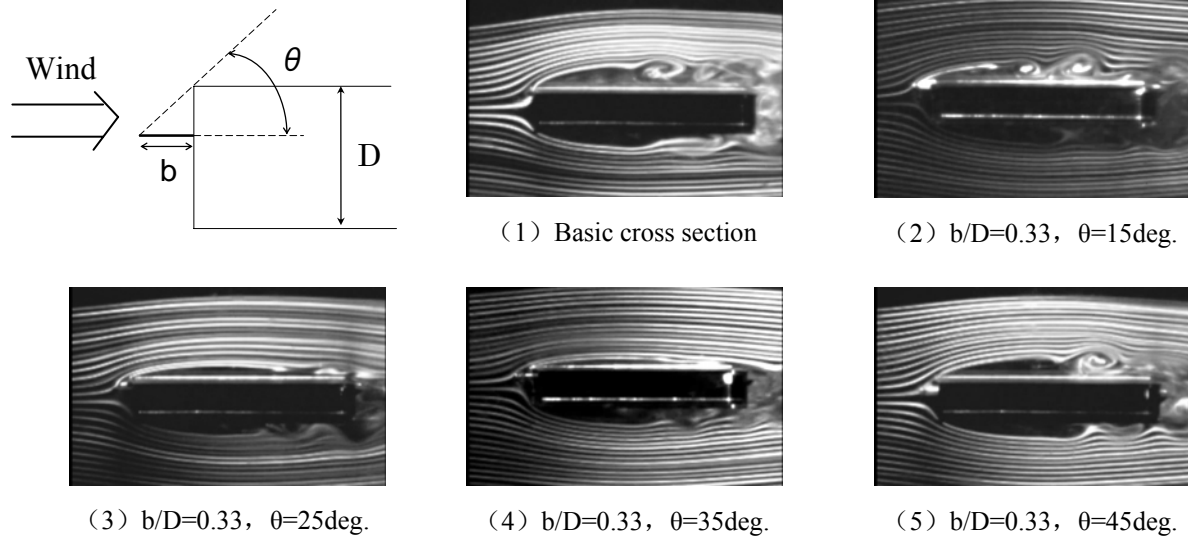 Wind
θ
b
D
（1）Basic cross section
（2）b/D=0.33，θ=15deg.
（3）b/D=0.33，θ=25deg.
（4）b/D=0.33，θ=35deg.
（5）b/D=0.33，θ=45deg.